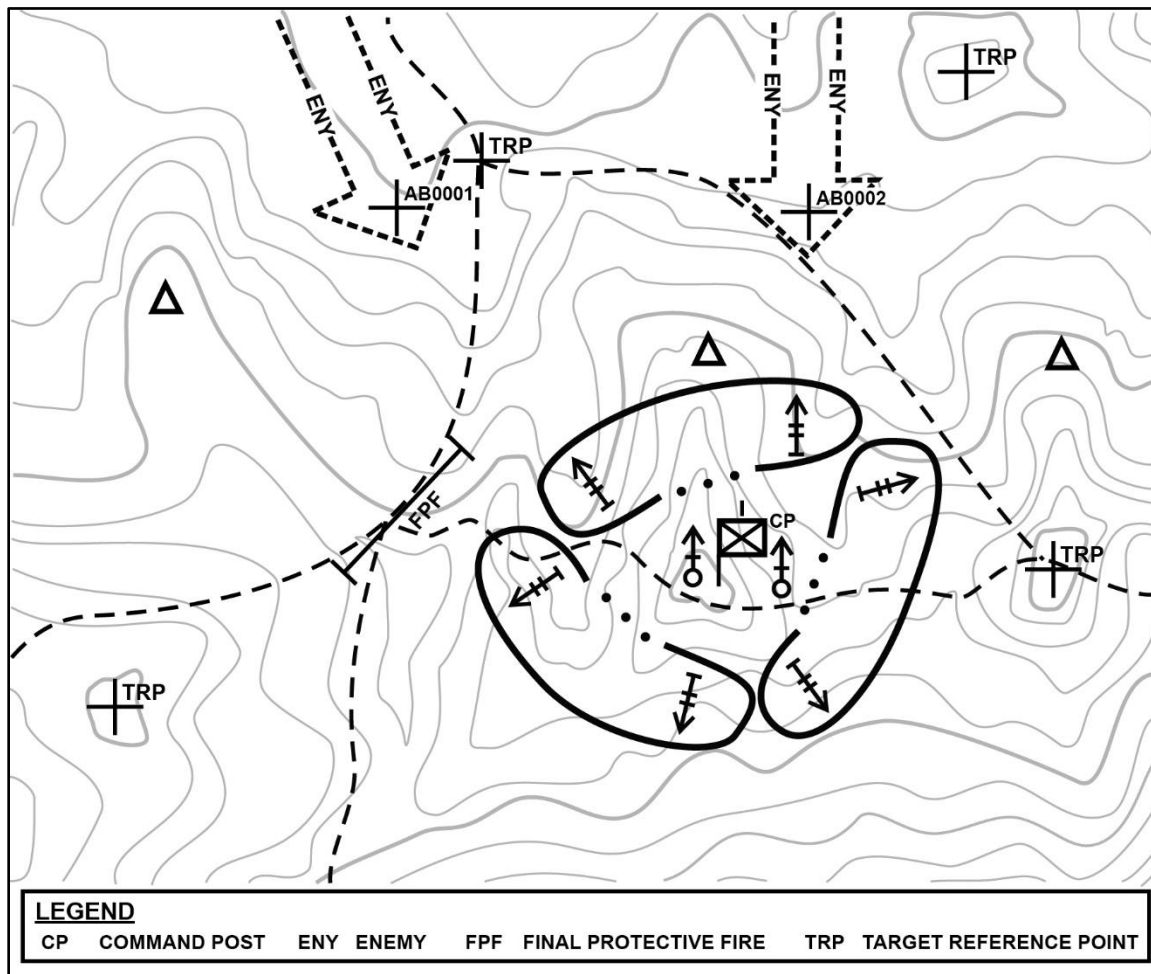 ENY
ENY
ENY
ENY
TRP
TRP
AB0001
AB0002
FPF
CP
TRP
TRP
LEGEND
CP COMMAND POST ENY ENEMY FPF FINAL PROTECTIVE FIRE TRP TARGET REFERENCE POINT